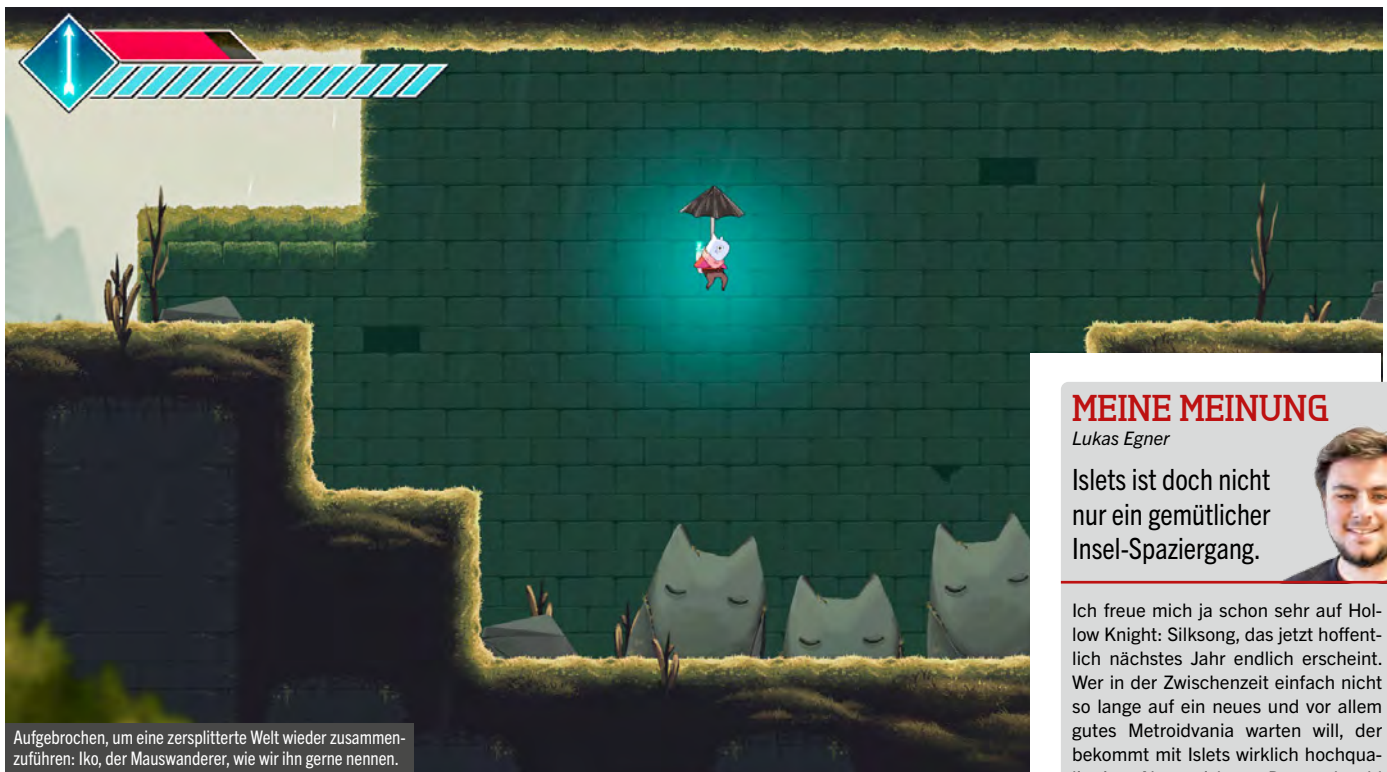 MEINE MEINUNG
Lukas Egner
Islets ist doch nicht
nur ein gemütlicher
Insel-Spaziergang.
Ich freue mich ja schon sehr auf Hol-
low Knight: Silksong, das jetzt hoffent-
lich nächstes Jahr endlich erscheint.
Wer in der Zwischenzeit einfach nicht
so lange auf ein neues und vor allem
gutes Metroidvania warten will, der
bekommt mit Islets wirklich hochqua-
Aufgebrochen, um eine zersplitterte Welt wieder zusammen-
zuführen: Iko, der Mauswanderer, wie wir ihn gerne nennen.